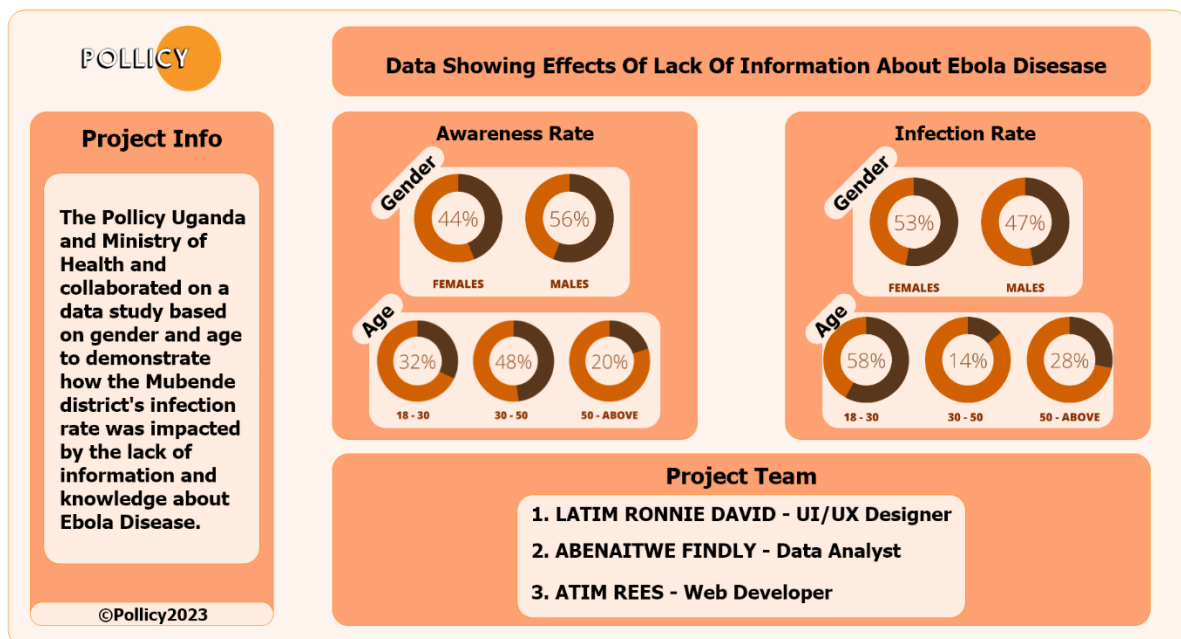 POLLICY
Data Showing Effects Of Lack Of Information About Ebola Disesase
Project Info
The Pollicy Uganda
and Ministry of
Health and
collaborated on a
data study based
on gender and age
to demonstrate
how the Mubende
district's infection
rate was impacted
by the lack of
information and
knowledge about
Ebola Disease.
©Pollicy2023
Awareness Rate
Gender
44%
56%
FEMALES
MALES
Age
32%
48%
20%
18 - 30
30 - 50
50 - ABOVE
Infection Rate
Gender
53%
47%
FEMALES
MALES
Age
58%
14%
28%
18 - 30
30 - 50
50 - ABOVE
Project Team
1. LATIM RONNIE DAVID - UI/UX Designer
2. ABENAITWE FINDLY - Data Analyst
3. ATIM REES - Web Developer